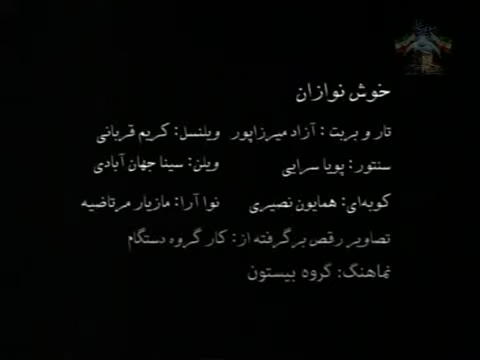 خوش نوازان
تار و بربت: آزاد میرزاپور ویلنسل: کریم قربانی
سنتور: پویا سرایی ویلن: سینا جهان آبادی
کوبه‌ای: همایون نصیری نوا آرا: مازیار مرتاضیه
تصاویر رقص برگرفته از: کار گروه دستگام
نماهنگ: گروه بیستون